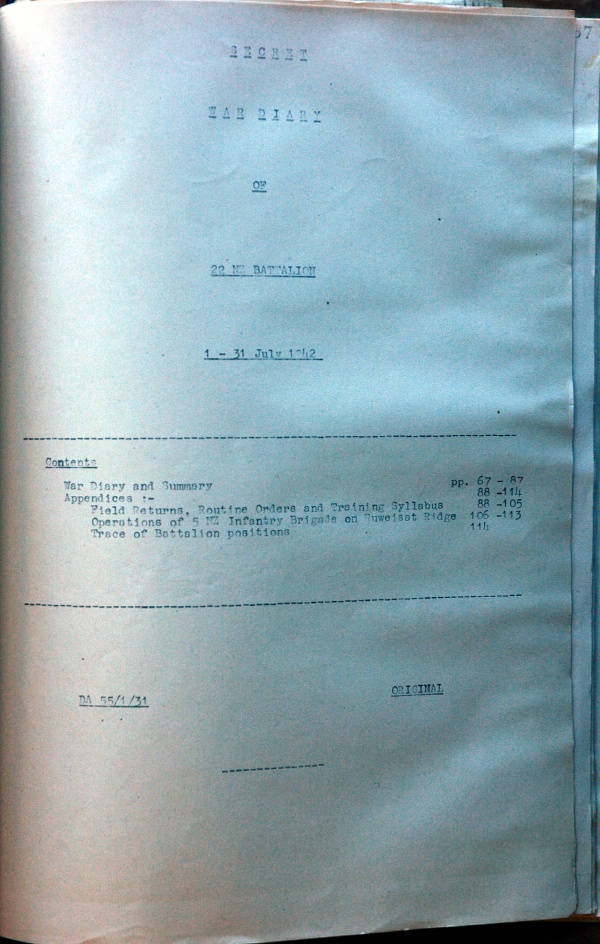 SECRET
WAR DIARY
OF
22 NZ BATTALION
1 - 31 July 1942
Contents
War Diary and Summary pp. 67 - 87
Appendices :- 88 -114
Field Returns, Routine Orders and Training Syllabus 88 -105
Operations of 5 NZ Infantry Brigade on Ruweisat Ridge 106 -113
Trace of Battalion positions 114
DA 55/1/31 ORIGINAL